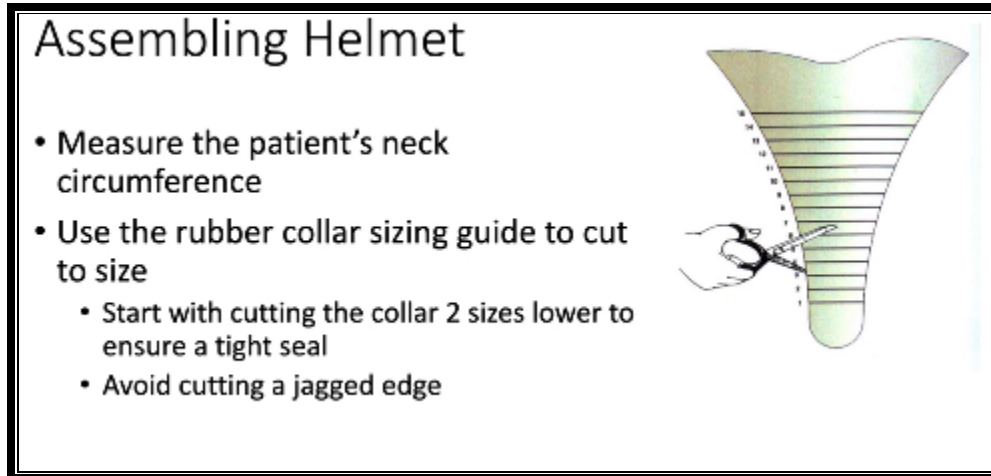 Assembling Helmet
• Measure the patient's neck
circumference
• Use the rubber collar sizing guide to cut
to size
• Start with cutting the collar 2 sizes lower to
ensure a tight seal
• Avoid cutting a jagged edge